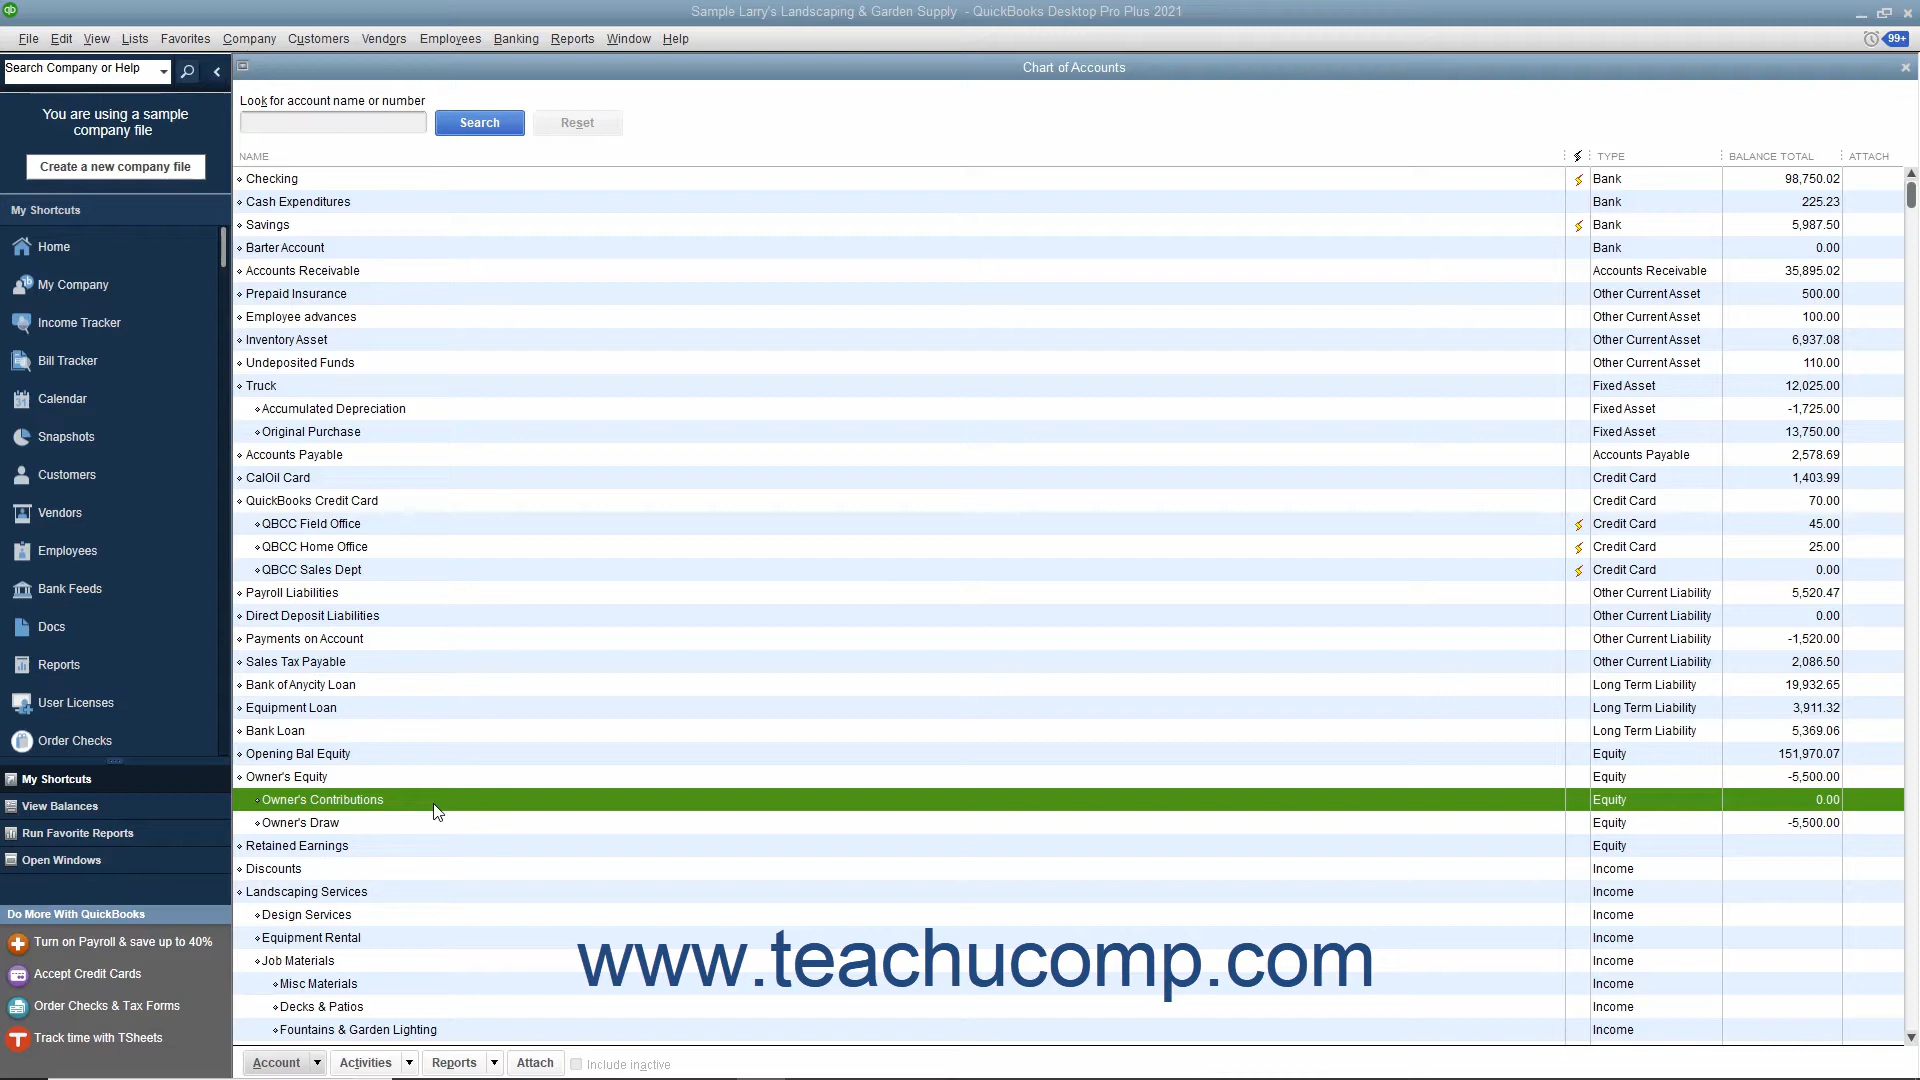 Sample Larry's Landscaping & Garden Supply - QuickBooks Desktop Pro Plus 2021
File Edit View Lists Favorites Company Customers Vendors Employees Banking Reports Window Help
99+
Search Company or Help
Chart of Accounts
You are using a sample
company file
Create a new company file
My Shortcuts
Home
My Company
Income Tracker
Bill Tracker
Calendar
Snapshots
Customers
Vendors
Employees
Bank Feeds
Docs
Reports
User Licenses
Order Checks
My Shortcuts
View Balances
Run Favorite Reports
Open Windows
Do More With QuickBooks
Turn on Payroll & save up to 40%
Accept Credit Cards
Order Checks & Tax Forms
Track time with TSheets
Look for account name or number
Search Reset
NAME TYPE BALANCE TOTAL ATTACH
Checking Bank 98,750.02
Cash Expenditures Bank 225.23
Savings Bank 5,987.50
Barter Account Bank 0.00
Accounts Receivable Accounts Receivable 35,895.02
Prepaid Insurance Other Current Asset 500.00
Employee advances Other Current Asset 100.00
Inventory Asset Other Current Asset 6,937.08
Undeposited Funds Other Current Asset 110.00
Truck Fixed Asset 12,025.00
Accumulated Depreciation Fixed Asset -1,725.00
Original Purchase Fixed Asset 13,750.00
Accounts Payable Accounts Payable 2,578.69
CalOil Card Credit Card 1,403.99
QuickBooks Credit Card Credit Card 70.00
QBCC Field Office Credit Card 45.00
QBCC Home Office Credit Card 25.00
QBCC Sales Dept Credit Card 0.00
Payroll Liabilities Other Current Liability 5,520.47
Direct Deposit Liabilities Other Current Liability 0.00
Payments on Account Other Current Liability -1,520.00
Sales Tax Payable Other Current Liability 2,086.50
Bank of Anycity Loan Long Term Liability 19,932.65
Equipment Loan Long Term Liability 3,911.32
Bank Loan Long Term Liability 5,369.06
Opening Bal Equity Equity 151,970.07
Owner's Equity Equity -5,500.00
Owner's Contributions Equity 0.00
Owner's Draw Equity -5,500.00
Retained Earnings Equity
Discounts Income
Landscaping Services Income
Design Services Income
Equipment Rental Income
Job Materials Income
Misc Materials Income
Decks & Patios Income
Fountains & Garden Lighting Income
www.teachucomp.com
Account Activities Reports Attach Include inactive